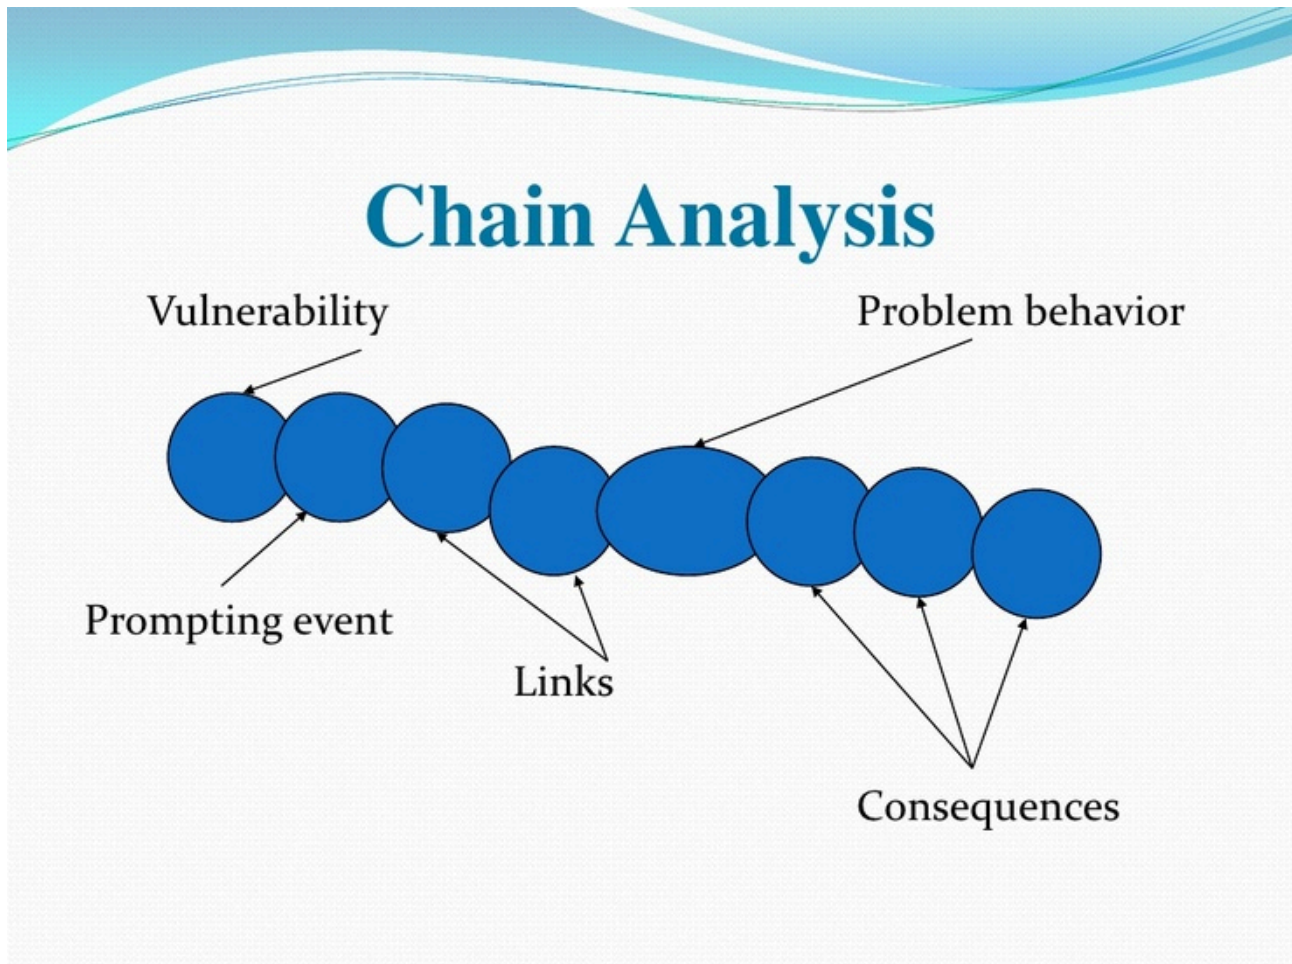 Chain Analysis
Vulnerability
Problem behavior
Prompting event
Links
Consequences